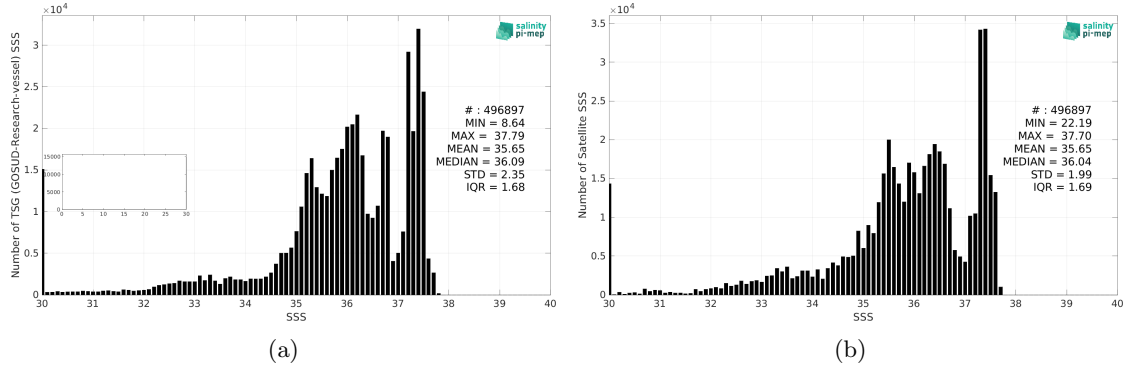 ×10⁴
Number of TSG (GOSUD-Research-vessel) SSS
3
2.5
2
1.5
1
0.5
0
30 31 32 33 34 35 36 37 38 39 40
SSS
15000
10000
5000
0
0 5 10 15 20 25 30
salinity
pi-mep
# : 496897
MIN = 8.64
MAX = 37.79
MEAN = 35.65
MEDIAN = 36.09
STD = 2.35
IQR = 1.68
(a)
×10⁴
Number of Satellite SSS
3.5
3
2.5
2
1.5
1
0.5
0
30 31 32 33 34 35 36 37 38 39 40
SSS
salinity
pi-mep
# : 496897
MIN = 22.19
MAX = 37.70
MEAN = 35.65
MEDIAN = 36.04
STD = 1.99
IQR = 1.69
(b)